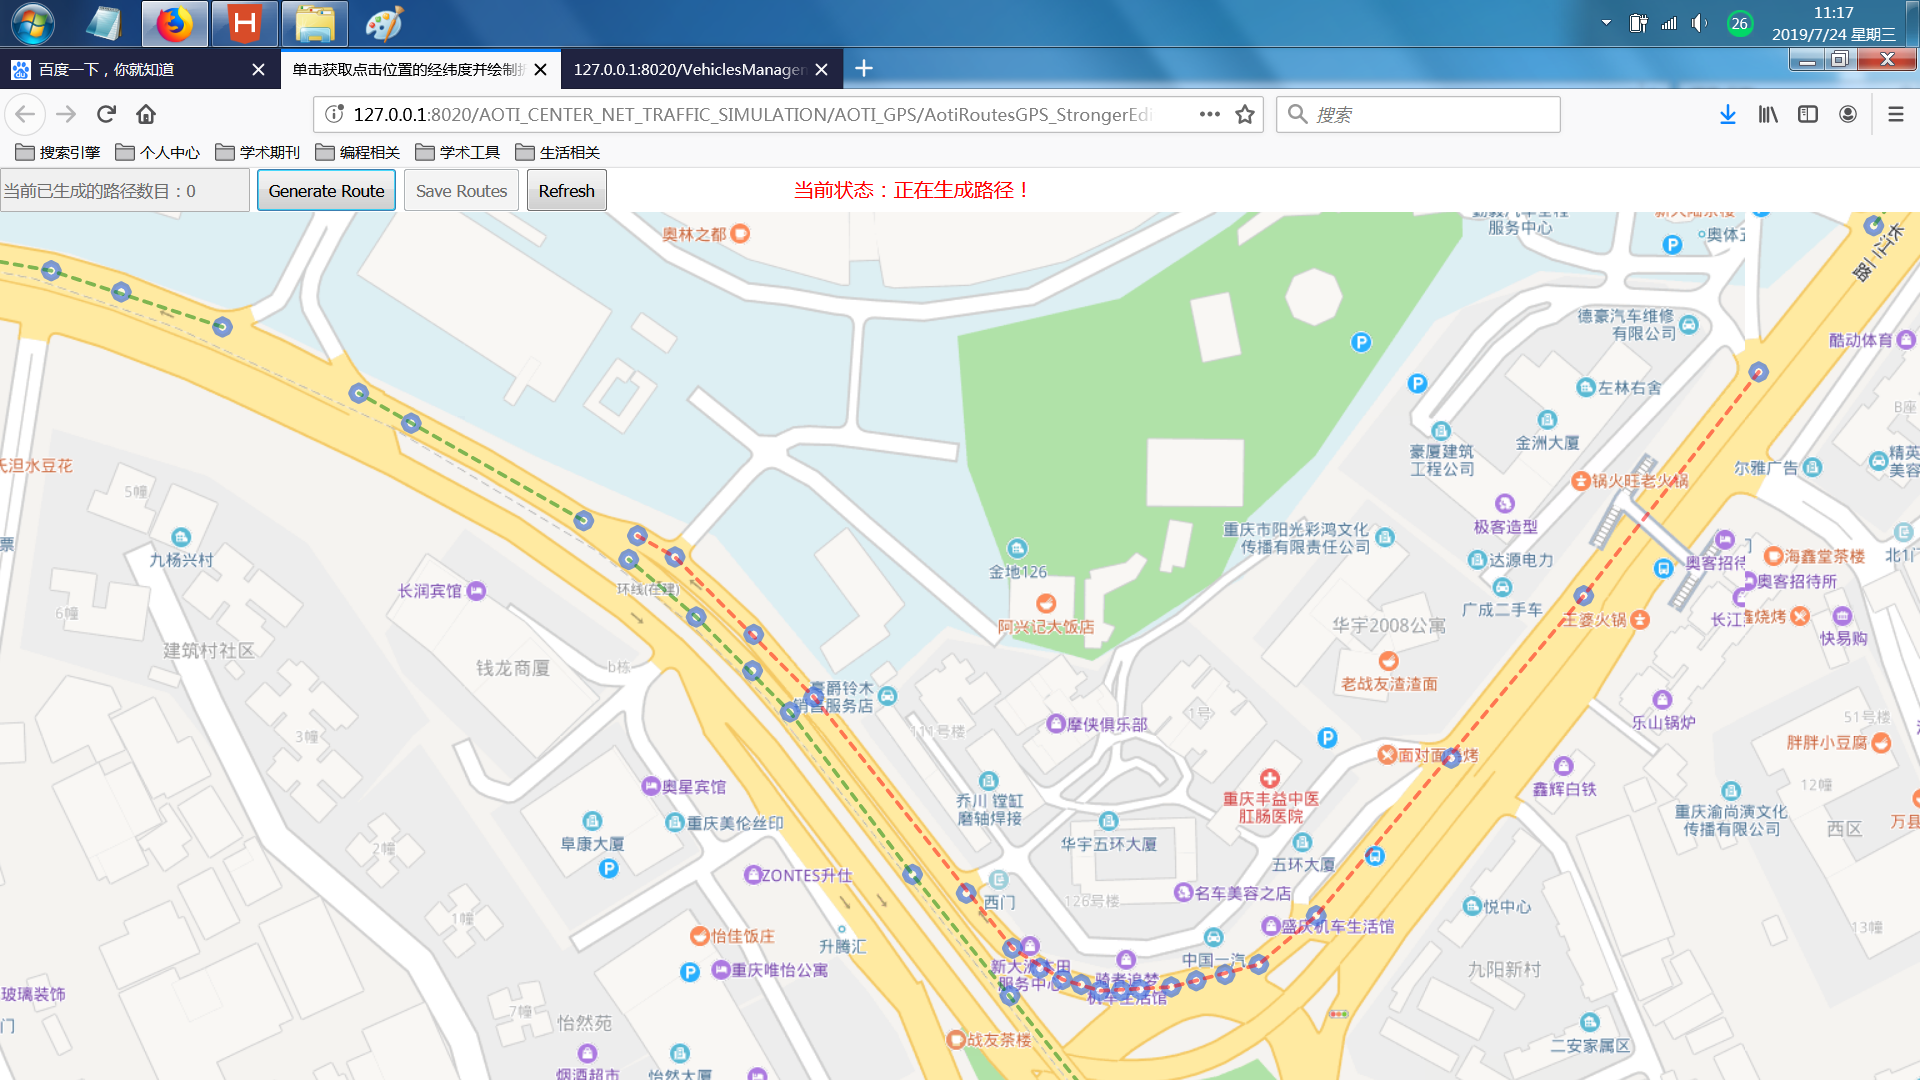 11:17
2019/7/24 星期三
26
百度一下，你就知道
单击获取点击位置的经纬度并绘制折
127.0.0.1:8020/VehiclesManagem
127.0.0.1:8020/AOTI_CENTER_NET_TRAFFIC_SIMULATION/AOTI_GPS/AotiRoutesGPS_StrongerEdi
搜索
搜索引擎
个人中心
学术期刊
编程相关
学术工具
生活相关
当前已生成的路径数目：0
Generate Route
Save Routes
Refresh
当前状态：正在生成路径！
奥林之都
服务中心
奥体五
长江二路
德豪汽车维修
有限公司
酷动体育
左林右舍
B座
金洲大厦
豪厦建筑
工程公司
精英
美容
尔雅广告
锅火旺老火锅
氏沮水豆花
5幢
极客造型
重庆市阳光彩鸿文化
传播有限责任公司
票
九杨兴村
金地126
达源电力
奥客招待
海鑫堂茶楼
北1门
奥客招待所
环线(在建)
长润宾馆
广成二手车
6幢
阿兴记大饭店
华宇2008公寓
王婆火锅
长江
鑫烧烤
快易购
建筑村社区
钱龙商厦
b栋
老战友渣渣面
豪爵铃木
销售服务店
1号
乐山锅炉
51号楼
3幢
111号楼
摩侠俱乐部
胖胖小豆腐
面对面烧烤
奥星宾馆
乔川 镗缸
磨轴焊接
重庆丰益中医
肛肠医院
鑫辉白铁
12幢
重庆渝尚演文化
传播有限公司
西区
万县
重庆美伦丝印
阜康大厦
2幢
华宇五环大厦
五环大厦
ZONTES升仕
西门
126号楼
名车美容之店
悦中心
1幢
盛庆机车生活馆
13幢
怡佳饭庄
升腾汇
中国一汽
重庆唯怡公寓
新大洲本田
服务中心
骑者追梦
机车生活馆
九阳新村
玻璃装饰
门
7幢
怡然苑
战友茶楼
二安家属区
烟酒超市
怡然大厦